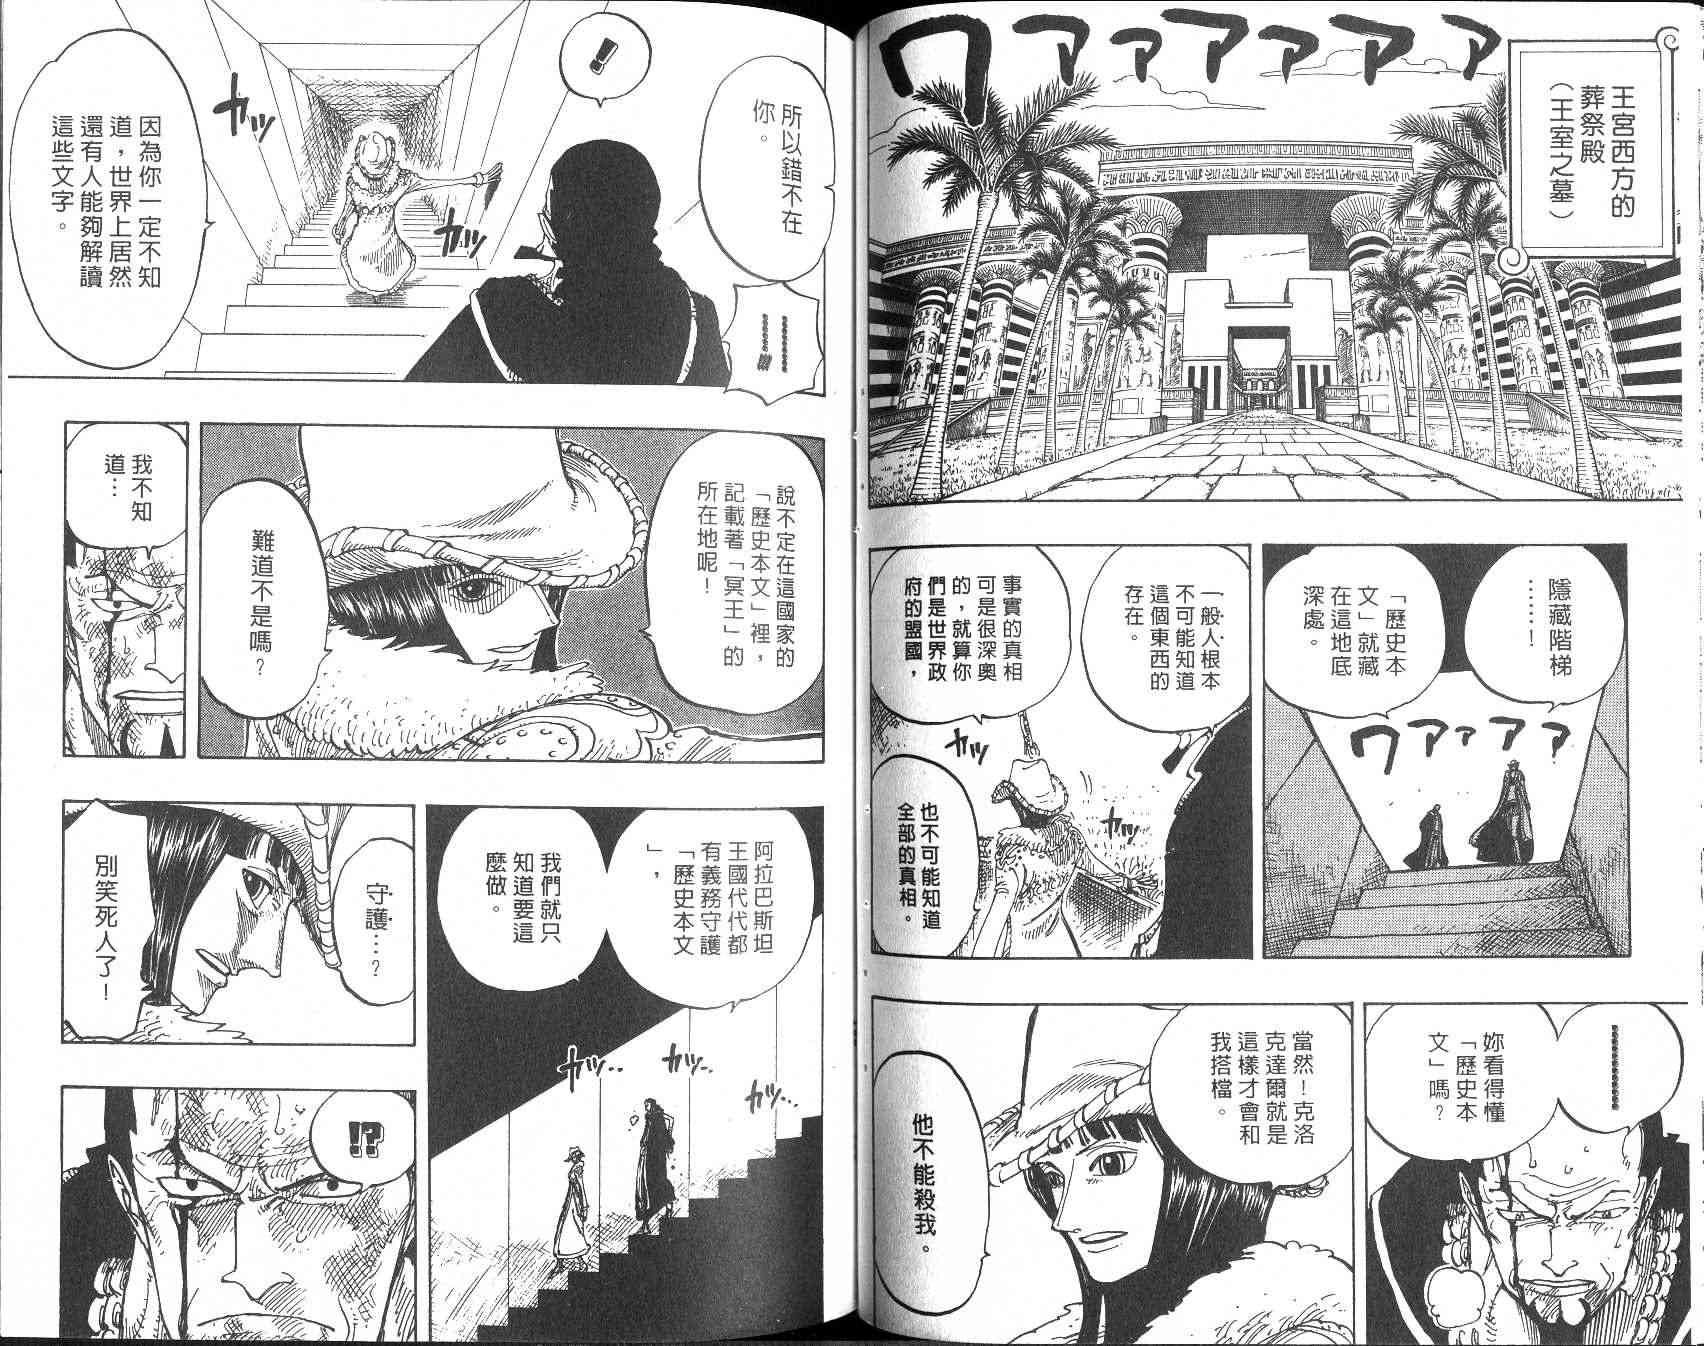 ワァァァァァァ
王宮西方的
葬祭殿
（王室之墓）
隱藏階梯
……！
「歷史本
文」就藏
在這地底
深處。
ワァァァァ
一般人根本
不可能知道
這個東西的
存在。
事實的真相
可是很深奧
的，就算你
們是世界政
府的盟國，
カッ
カッ
也不可能知道
全部的真相。
…………
妳看得懂
「歷史本
文」嗎？
當然！克洛
克達爾就是
這樣才會和
我搭檔。
他不能殺我。
所以錯不在
你。
！
…………!!!
カッ
カッ
因為你一定不知
道，世界上居然
還有人能夠解讀
這些文字。
說不定在這國家的
「歷史本文」裡，
記載著「冥王」的
所在地呢！
難道不是嗎？
我不知
道…
阿拉巴斯坦
王國代代都
有義務守護
「歷史本文
」，
我們就只
知道要這
麼做。
カッ…
カッ…
カッ…
守護…？
別笑死人了！
!?